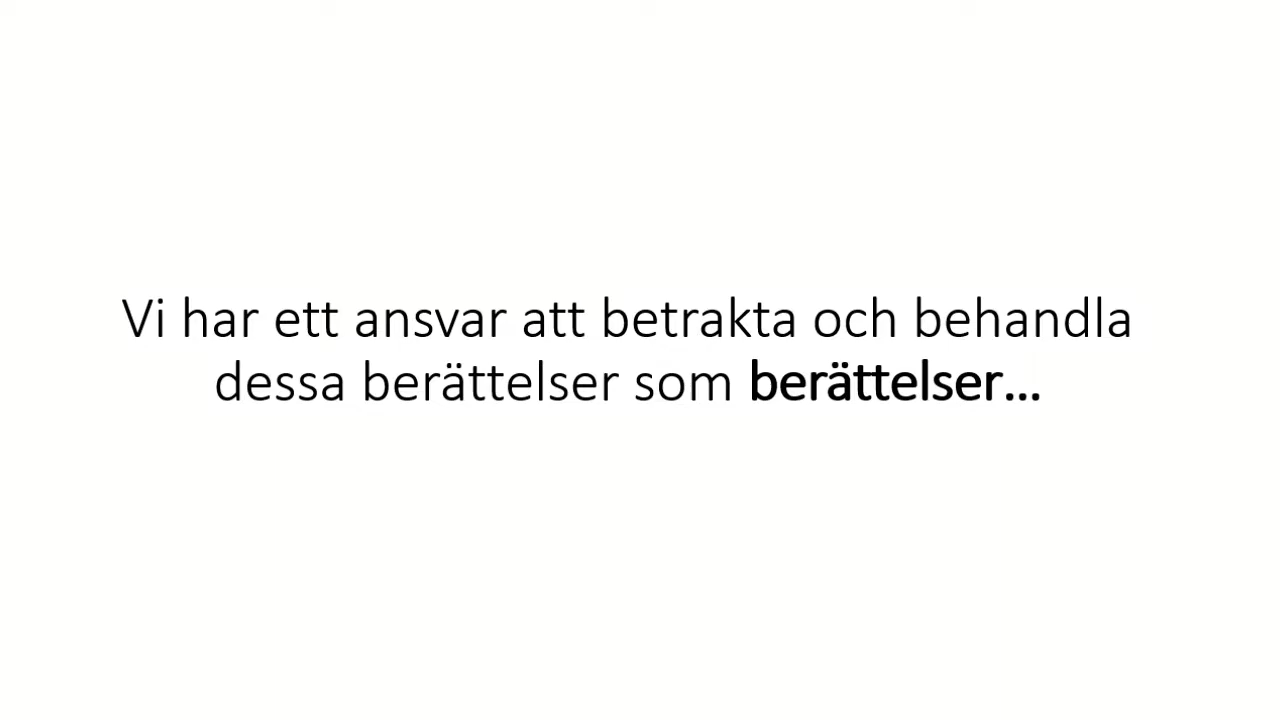 Vi har ett ansvar att betrakta och behandla
dessa berättelser som berättelser…